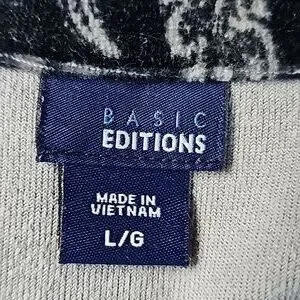 BASIC
EDITIONS
MADE IN
VIETNAM
L/G